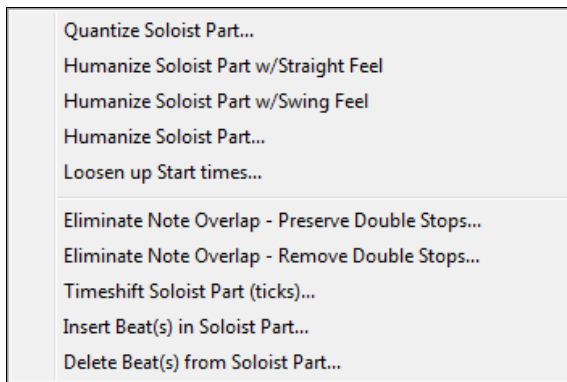 Quantize Soloist Part...
Humanize Soloist Part w/Straight Feel
Humanize Soloist Part w/Swing Feel
Humanize Soloist Part...
Loosen up Start times...
Eliminate Note Overlap - Preserve Double Stops...
Eliminate Note Overlap - Remove Double Stops...
Timeshift Soloist Part (ticks)...
Insert Beat(s) in Soloist Part...
Delete Beat(s) from Soloist Part...